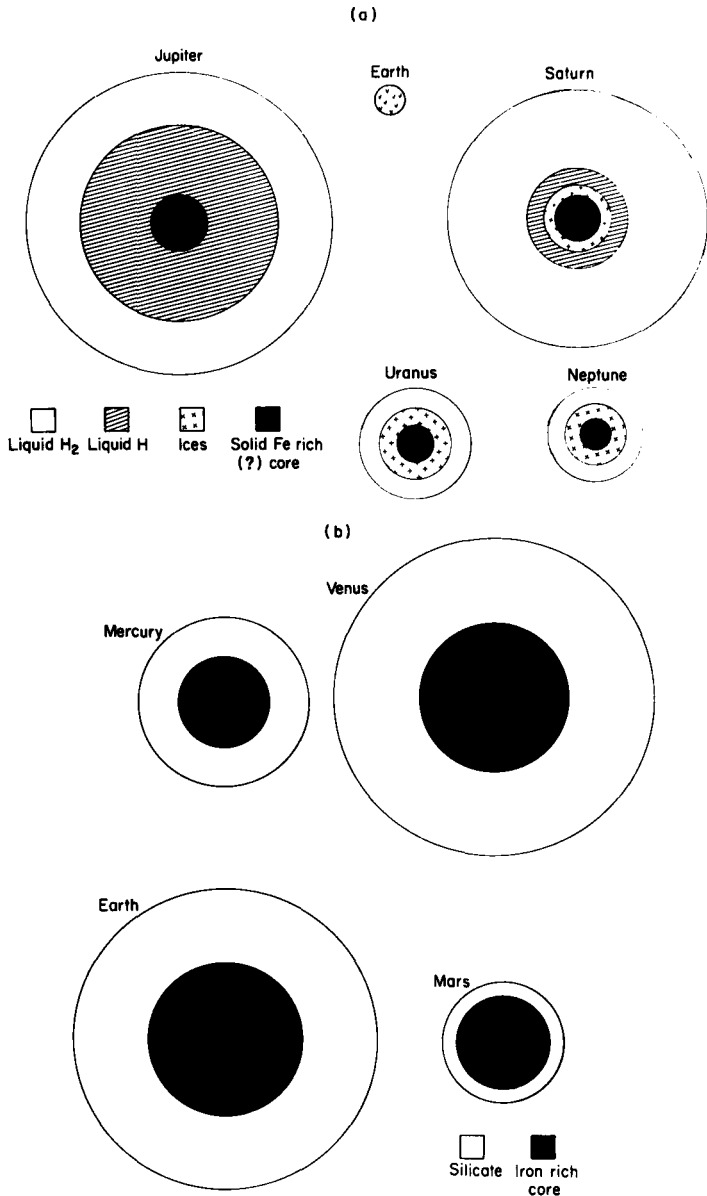 (a)
Jupiter
Earth
Saturn
Uranus
Neptune
Liquid H₂
Liquid H
Ices
Solid Fe rich
(?) core
(b)
Venus
Mercury
Earth
Mars
Silicate
Iron rich
core